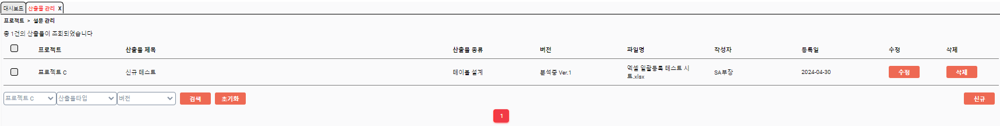 대시보드 산출물 관리 X
프로젝트 > 설문 관리
총 1건의 산출물이 조회되었습니다
프로젝트 산출물 제목 산출물 종류 버전 파일명 작성자 등록일 수정 삭제
프로젝트 C 신규 테스트 테이블 설계 분석중 Ver.1 엑셀 일괄등록 테스트 시 SA부장 2024-04-30 수정 삭제
트.xlsx
프로젝트 C 산출물타입 버전 검색 초기화 신규
1